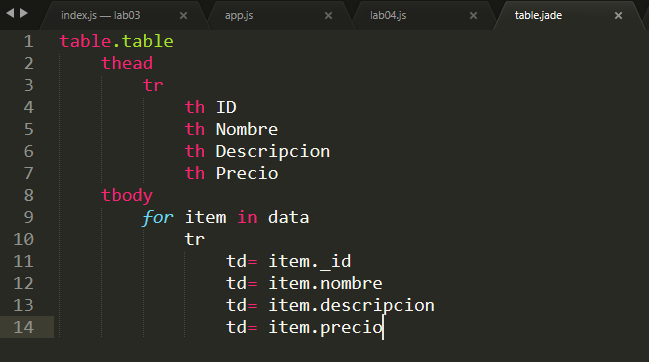 index.js — lab03 × app.js × lab04.js × table.jade ×
1 table.table
2 thead
3 tr
4 th ID
5 th Nombre
6 th Descripcion
7 th Precio
8 tbody
9 for item in data
10 tr
11 td= item._id
12 td= item.nombre
13 td= item.descripcion
14 td= item.precio